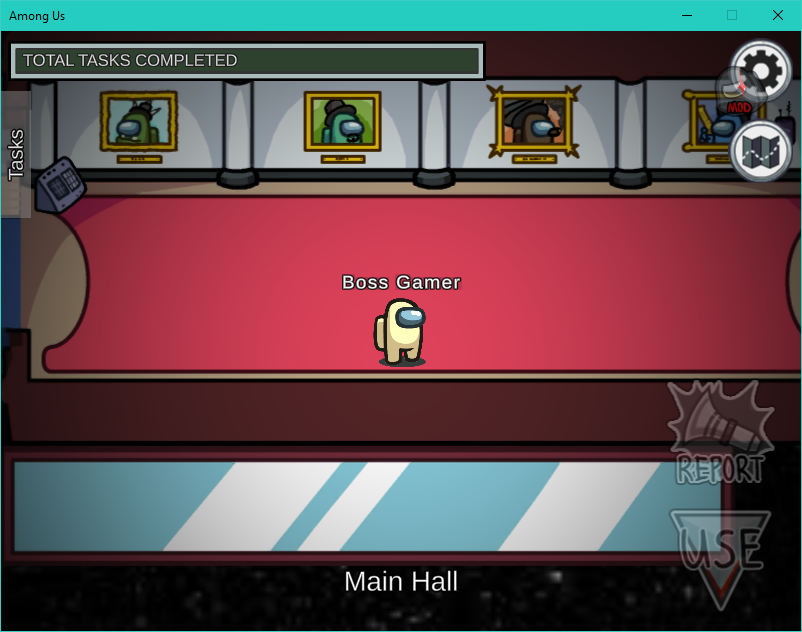 Among Us
TOTAL TASKS COMPLETED
MOD
Tasks
Boss Gamer
REPORT
USE
Main Hall